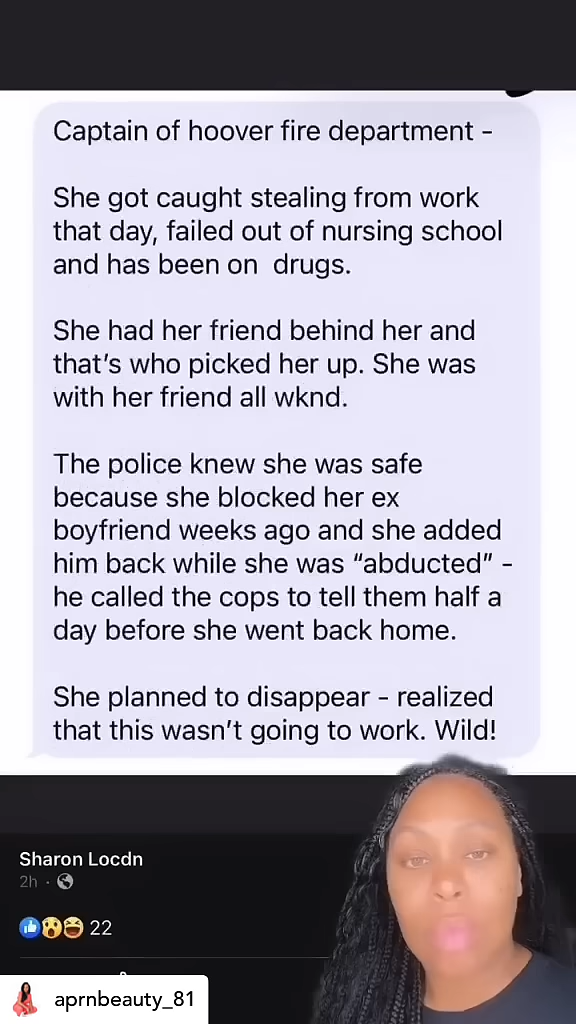 Captain of hoover fire department -
She got caught stealing from work
that day, failed out of nursing school
and has been on drugs.
She had her friend behind her and
that's who picked her up. She was
with her friend all wknd.
The police knew she was safe
because she blocked her ex
boyfriend weeks ago and she added
him back while she was “abducted” -
he called the cops to tell them half a
day before she went back home.
She planned to disappear - realized
that this wasn't going to work. Wild!
Sharon Locdn
2h ·
22
aprnbeauty_81